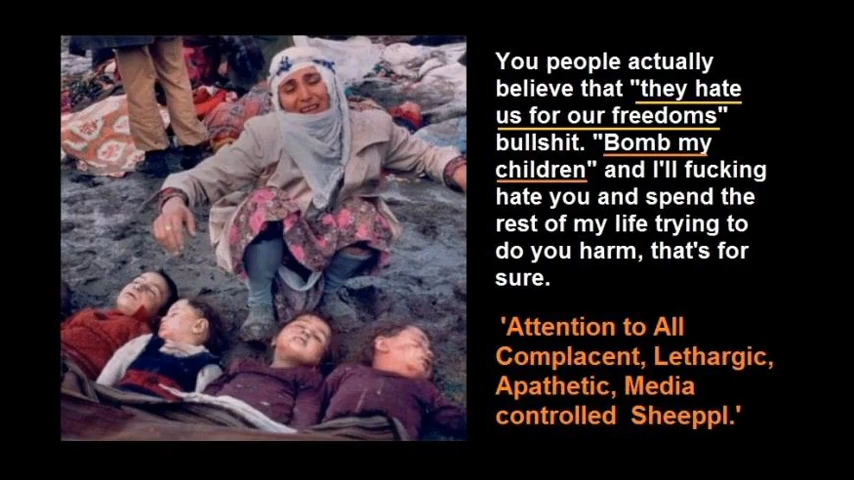 You people actually
believe that "they hate
us for our freedoms"
bullshit. "Bomb my
children" and I'll fucking
hate you and spend the
rest of my life trying to
do you harm, that's for
sure.
'Attention to All
Complacent, Lethargic,
Apathetic, Media
controlled Sheeppl.'